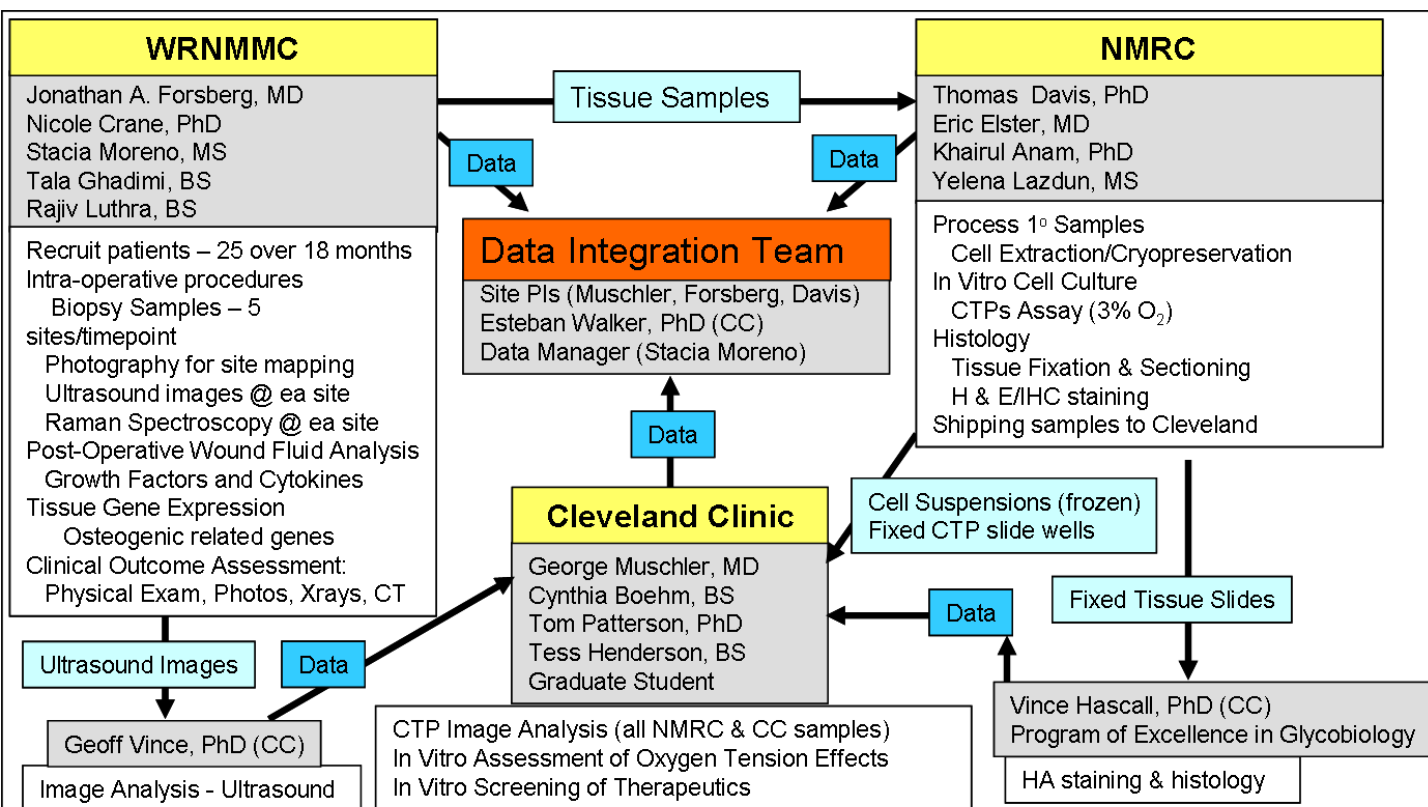 WRNMMC
Jonathan A. Forsberg, MD
Nicole Crane, PhD
Stacia Moreno, MS
Tala Ghadimi, BS
Rajiv Luthra, BS
Recruit patients – 25 over 18 months
Intra-operative procedures
Biopsy Samples – 5
sites/timepoint
Photography for site mapping
Ultrasound images @ ea site
Raman Spectroscopy @ ea site
Post-Operative Wound Fluid Analysis
Growth Factors and Cytokines
Tissue Gene Expression
Osteogenic related genes
Clinical Outcome Assessment:
Physical Exam, Photos, Xrays, CT
Tissue Samples
NMRC
Thomas  Davis, PhD
Eric Elster, MD
Khairul Anam, PhD
Yelena Lazdun, MS
Process 1º Samples
Cell Extraction/Cryopreservation
In Vitro Cell Culture
CTPs Assay (3% O₂)
Histology
Tissue Fixation & Sectioning
H & E/IHC staining
Shipping samples to Cleveland
Data
Data
Data Integration Team
Site PIs (Muschler, Forsberg, Davis)
Esteban Walker, PhD (CC)
Data Manager (Stacia Moreno)
Data
Cleveland Clinic
George Muschler, MD
Cynthia Boehm, BS
Tom Patterson, PhD
Tess Henderson, BS
Graduate Student
CTP Image Analysis (all NMRC & CC samples)
In Vitro Assessment of Oxygen Tension Effects
In Vitro Screening of Therapeutics
Cell Suspensions (frozen)
Fixed CTP slide wells
Data
Fixed Tissue Slides
Ultrasound Images
Data
Geoff Vince, PhD (CC)
Image Analysis - Ultrasound
Vince Hascall, PhD (CC)
Program of Excellence in Glycobiology
HA staining & histology